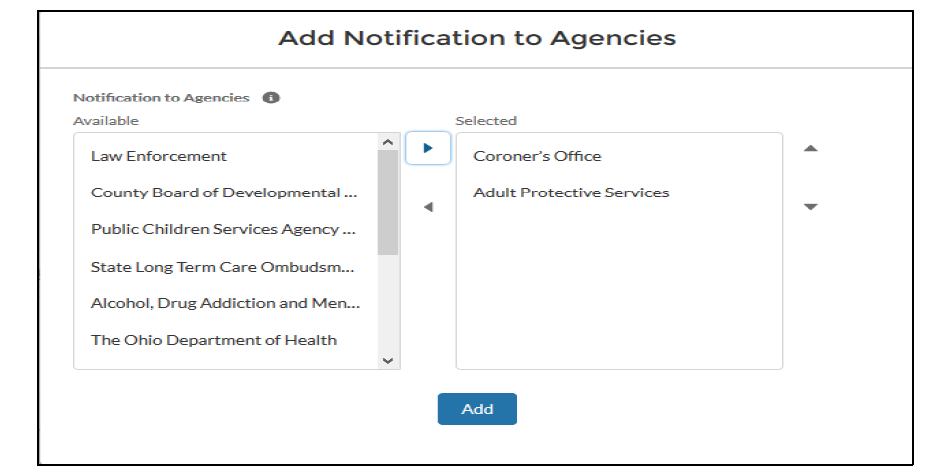 Add Notification to Agencies
Notification to Agencies
Available
Selected
Law Enforcement
County Board of Developmental ...
Public Children Services Agency ...
State Long Term Care Ombudsm...
Alcohol, Drug Addiction and Men...
The Ohio Department of Health
Coroner's Office
Adult Protective Services
Add